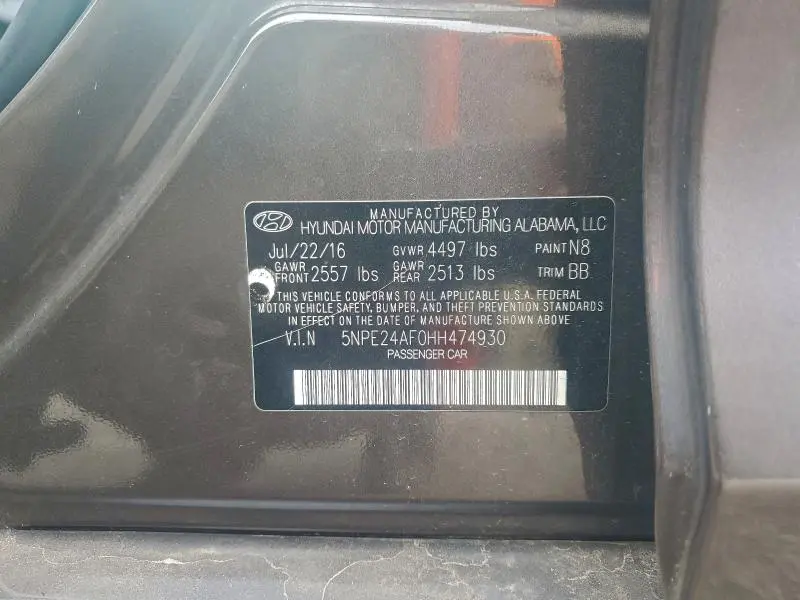 MANUFACTURED BY
HYUNDAI MOTOR MANUFACTURING ALABAMA, LLC
Jul/22/16 GVWR 4497 lbs PAINT N8
GAWR FRONT 2557 lbs GAWR REAR 2513 lbs TRIM BB
THIS VEHICLE CONFORMS TO ALL APPLICABLE U.S.A. FEDERAL
MOTOR VEHICLE SAFETY, BUMPER, AND THEFT PREVENTION STANDARDS
IN EFFECT ON THE DATE OF MANUFACTURE SHOWN ABOVE
V.I.N 5NPE24AF0HH474930
PASSENGER CAR